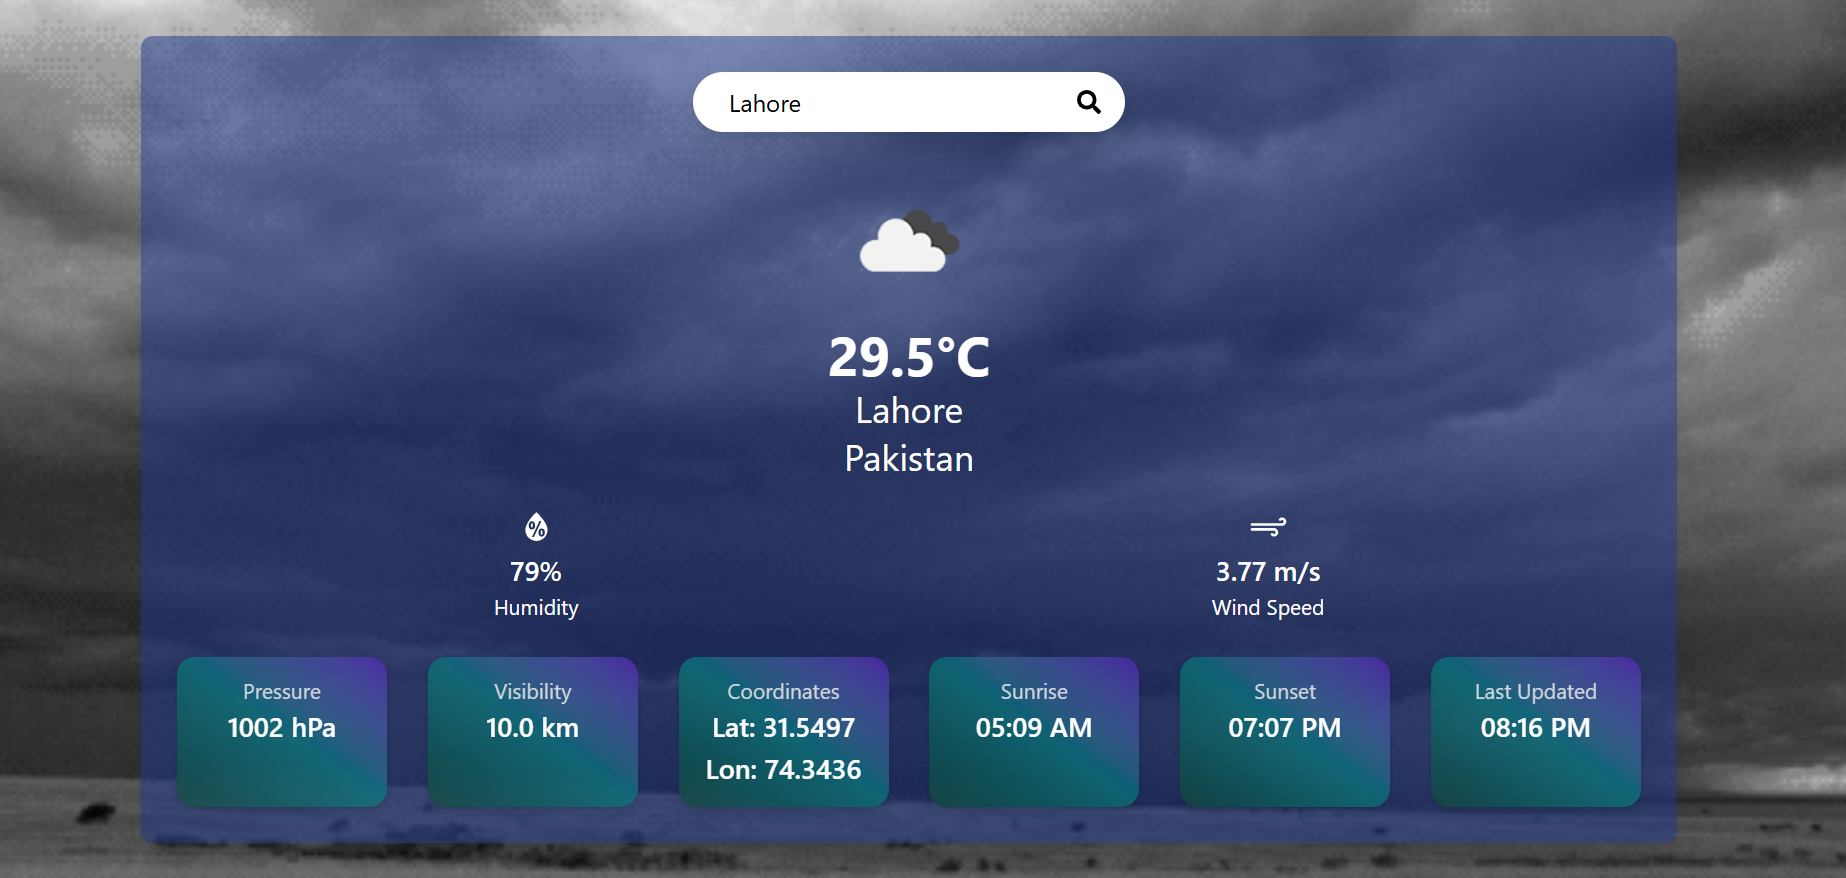 Lahore
29.5°C
Lahore
Pakistan
%
79%
Humidity
3.77 m/s
Wind Speed
Pressure
1002 hPa
Visibility
10.0 km
Coordinates
Lat: 31.5497
Lon: 74.3436
Sunrise
05:09 AM
Sunset
07:07 PM
Last Updated
08:16 PM